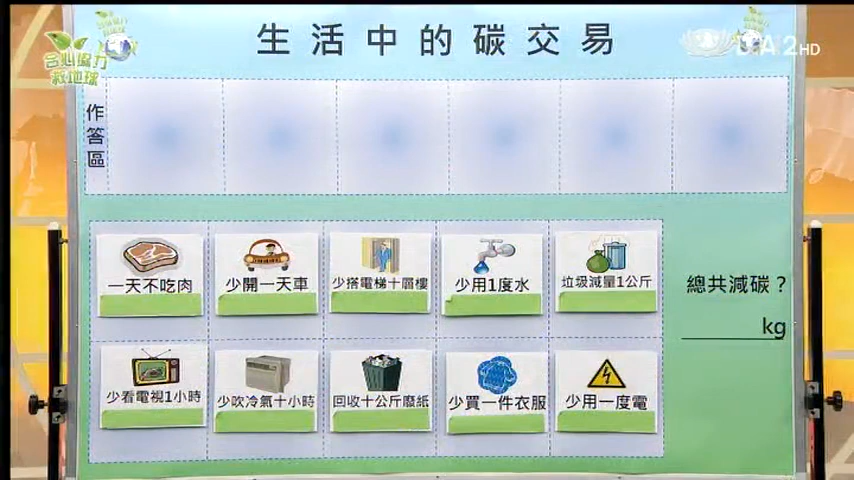 生活中的碳交易
合心協力
救地球
DA 2 HD
作答區
一天不吃肉
少開一天車
少搭電梯十層樓
少用1度水
垃圾減量1公斤
總共減碳？
kg
少看電視1小時
少吹冷氣十小時
回收十公斤廢紙
少買一件衣服
少用一度電